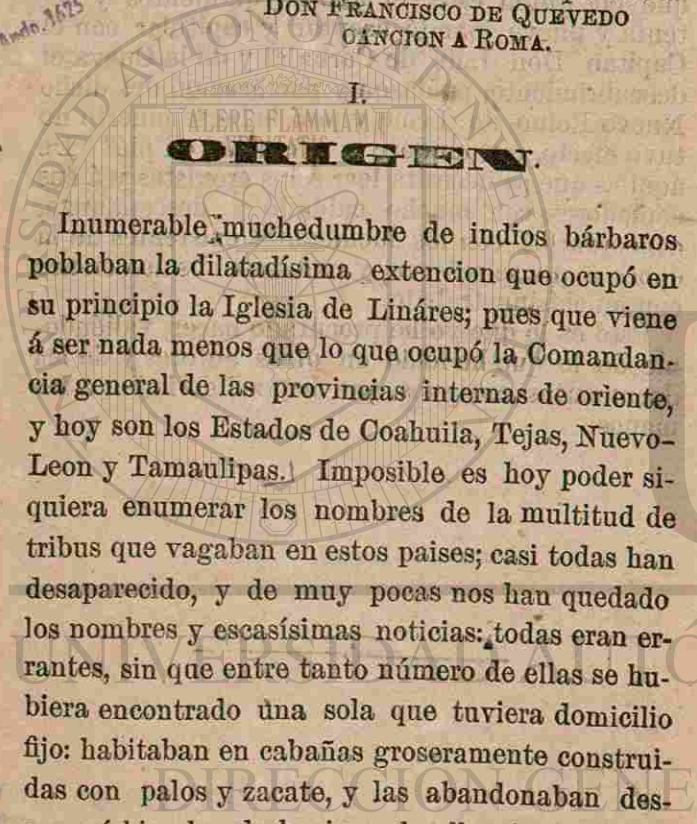 Ando. 1625
DON FRANCISCO DE QUEVEDO
CANCION A ROMA.
I.
ALERE FLAMMAM
ORIGEN.
Inumerable muchedumbre de indios bárbaros
poblaban la dilatadísima extencion que ocupó en
su principio la Iglesia de Lináres; pues que viene
á ser nada menos que lo que ocupó la Comandan-
cia general de las provincias internas de oriente,
y hoy son los Estados de Coahuila, Tejas, Nuevo-
Leon y Tamaulipas. Imposible es hoy poder si-
quiera enumerar los nombres de la multitud de
tribus que vagaban en estos paises; casi todas han
desaparecido, y de muy pocas nos han quedado
los nombres y escasísimas noticias: todas eran er-
rantes, sin que entre tanto número de ellas se hu-
biera encontrado una sola que tuviera domicilio
fijo: habitaban en cabañas groseramente construi-
das con palos y zacate, y las abandonaban des-